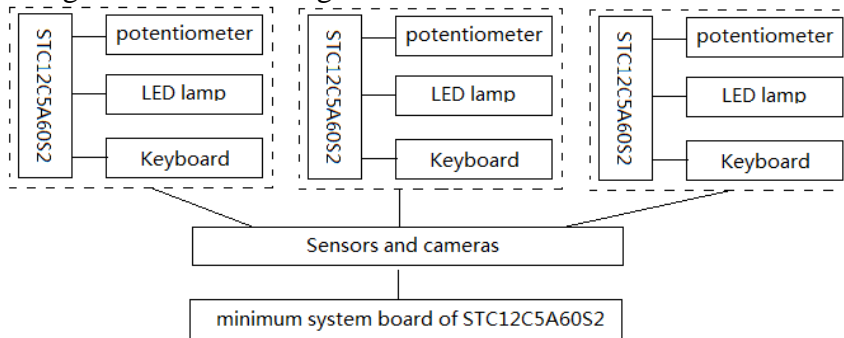 STC12C5A60S2
potentiometer
LED lamp
Keyboard
STC12C5A60S2
potentiometer
LED lamp
Keyboard
STC12C5A60S2
potentiometer
LED lamp
Keyboard
Sensors and cameras
minimum system board of STC12C5A60S2